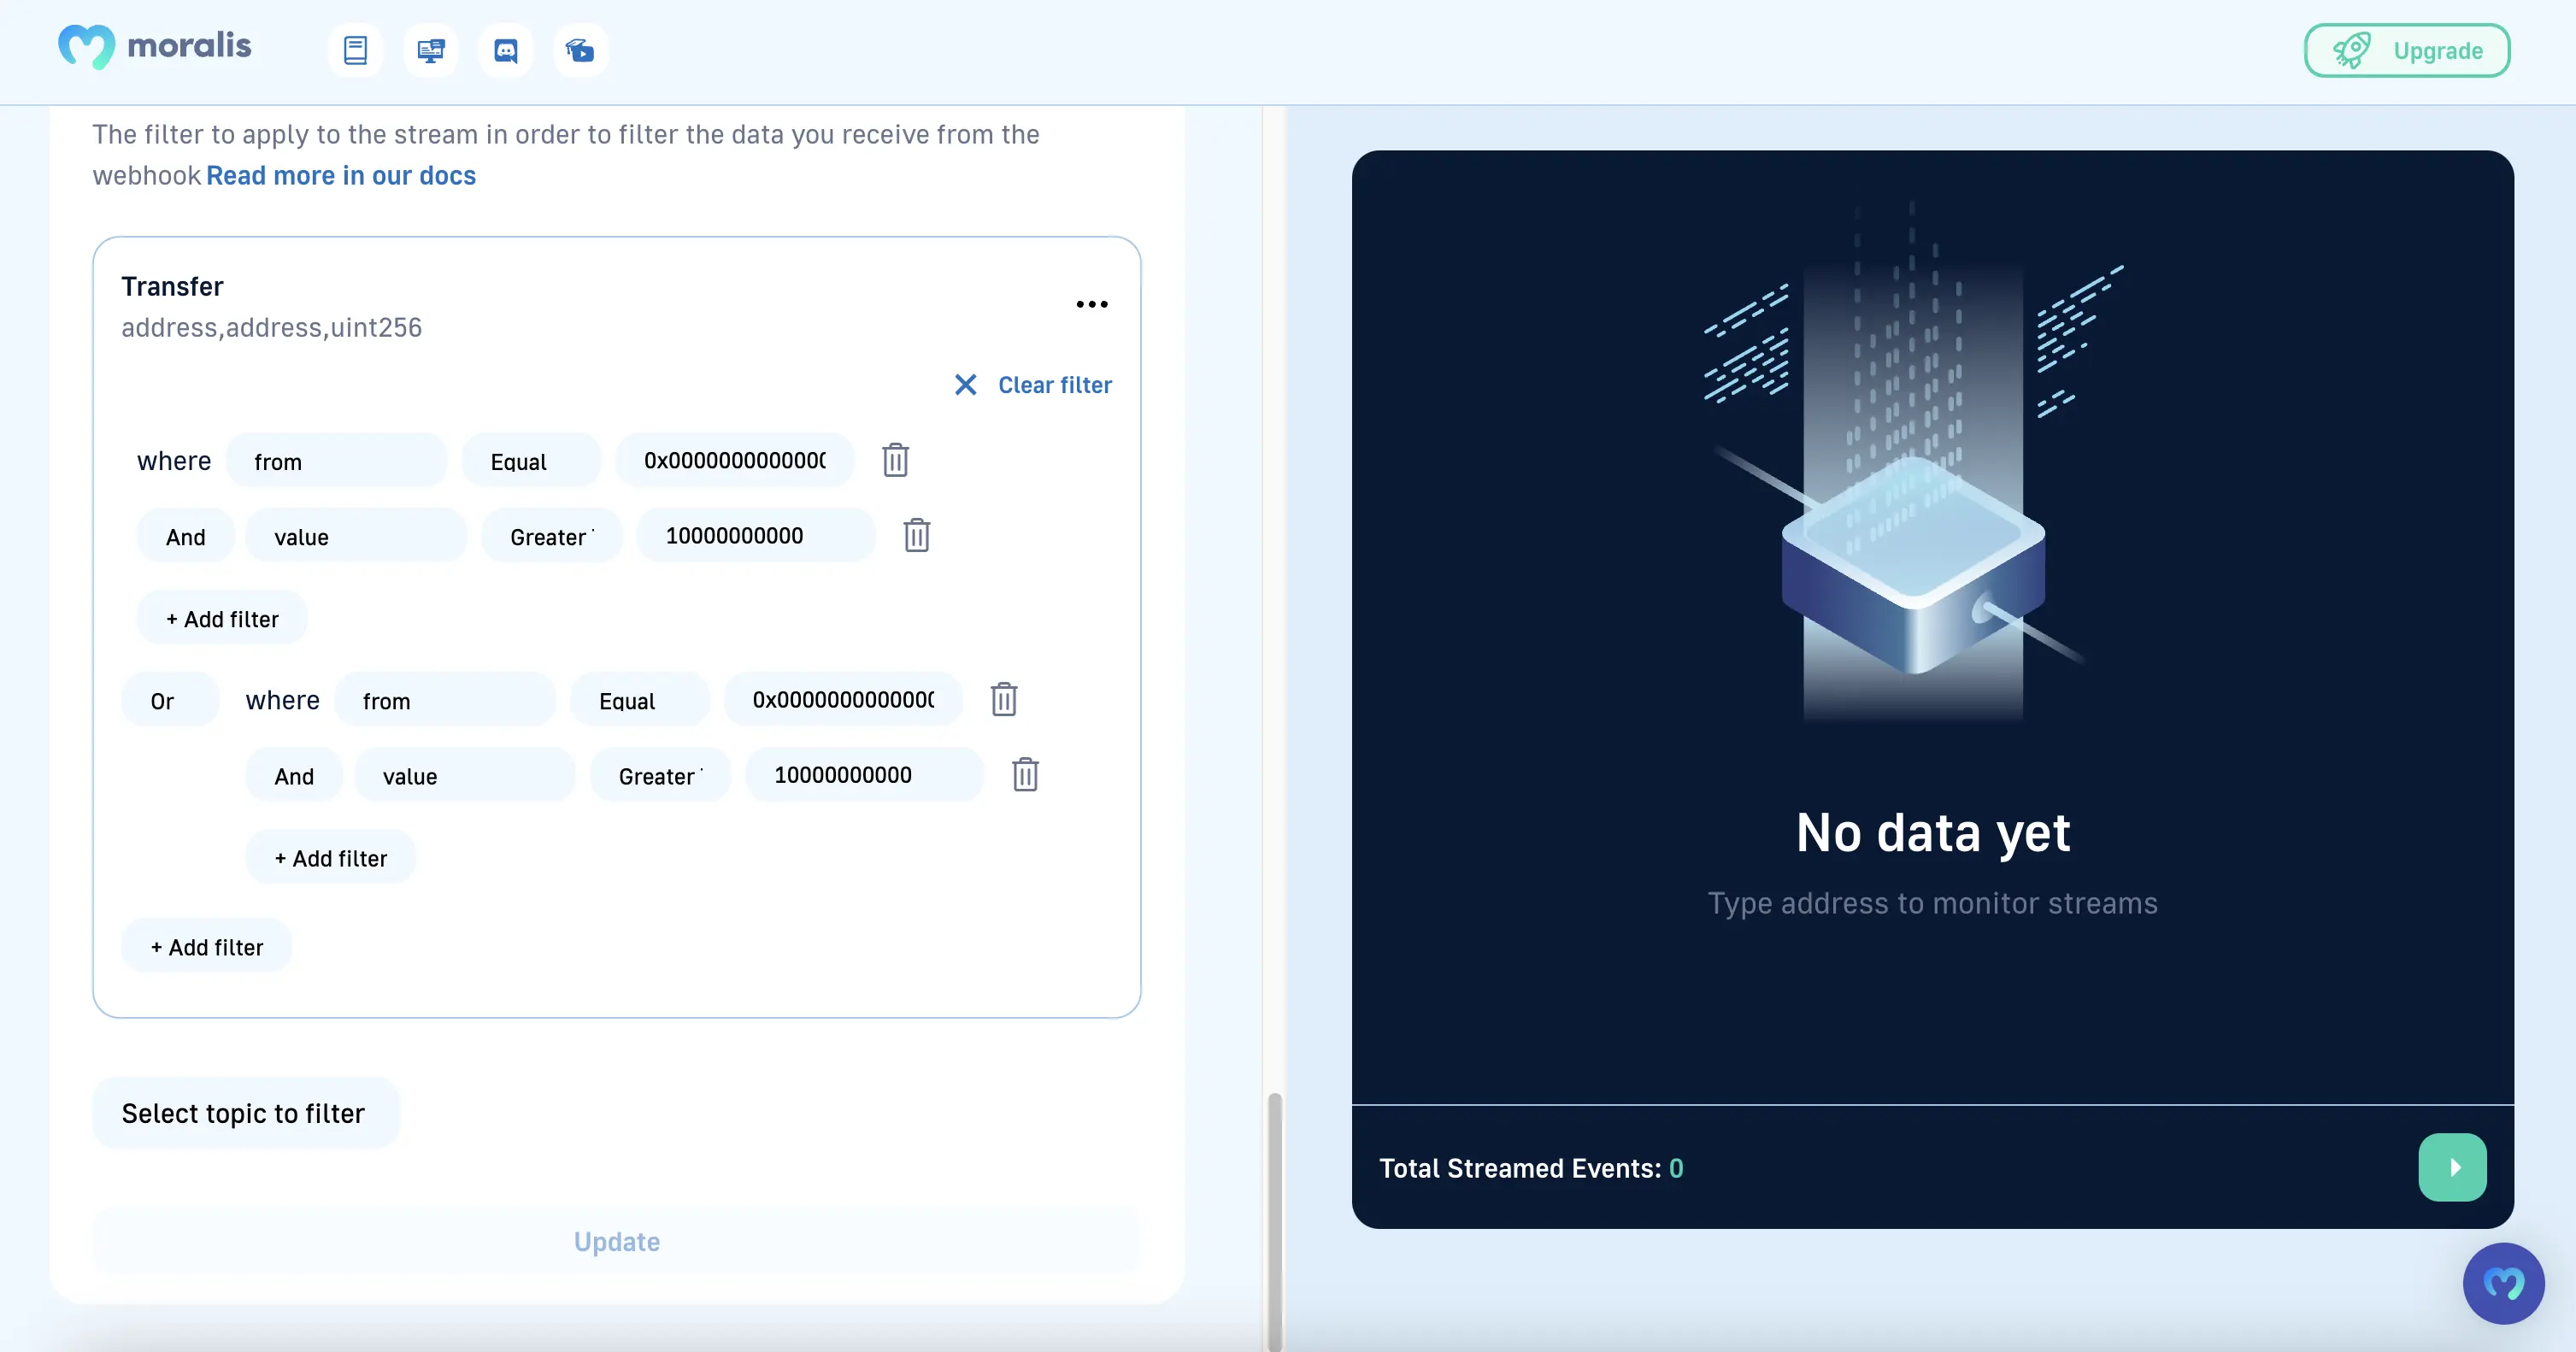 moralis
Upgrade
The filter to apply to the stream in order to filter the data you receive from the
webhook Read more in our docs
Transfer
address,address,uint256
Clear filter
where from Equal 0x0000000000000
And value Greater 10000000000
+ Add filter
Or where from Equal 0x0000000000000
And value Greater 10000000000
+ Add filter
+ Add filter
Select topic to filter
Update
No data yet
Type address to monitor streams
Total Streamed Events: 0